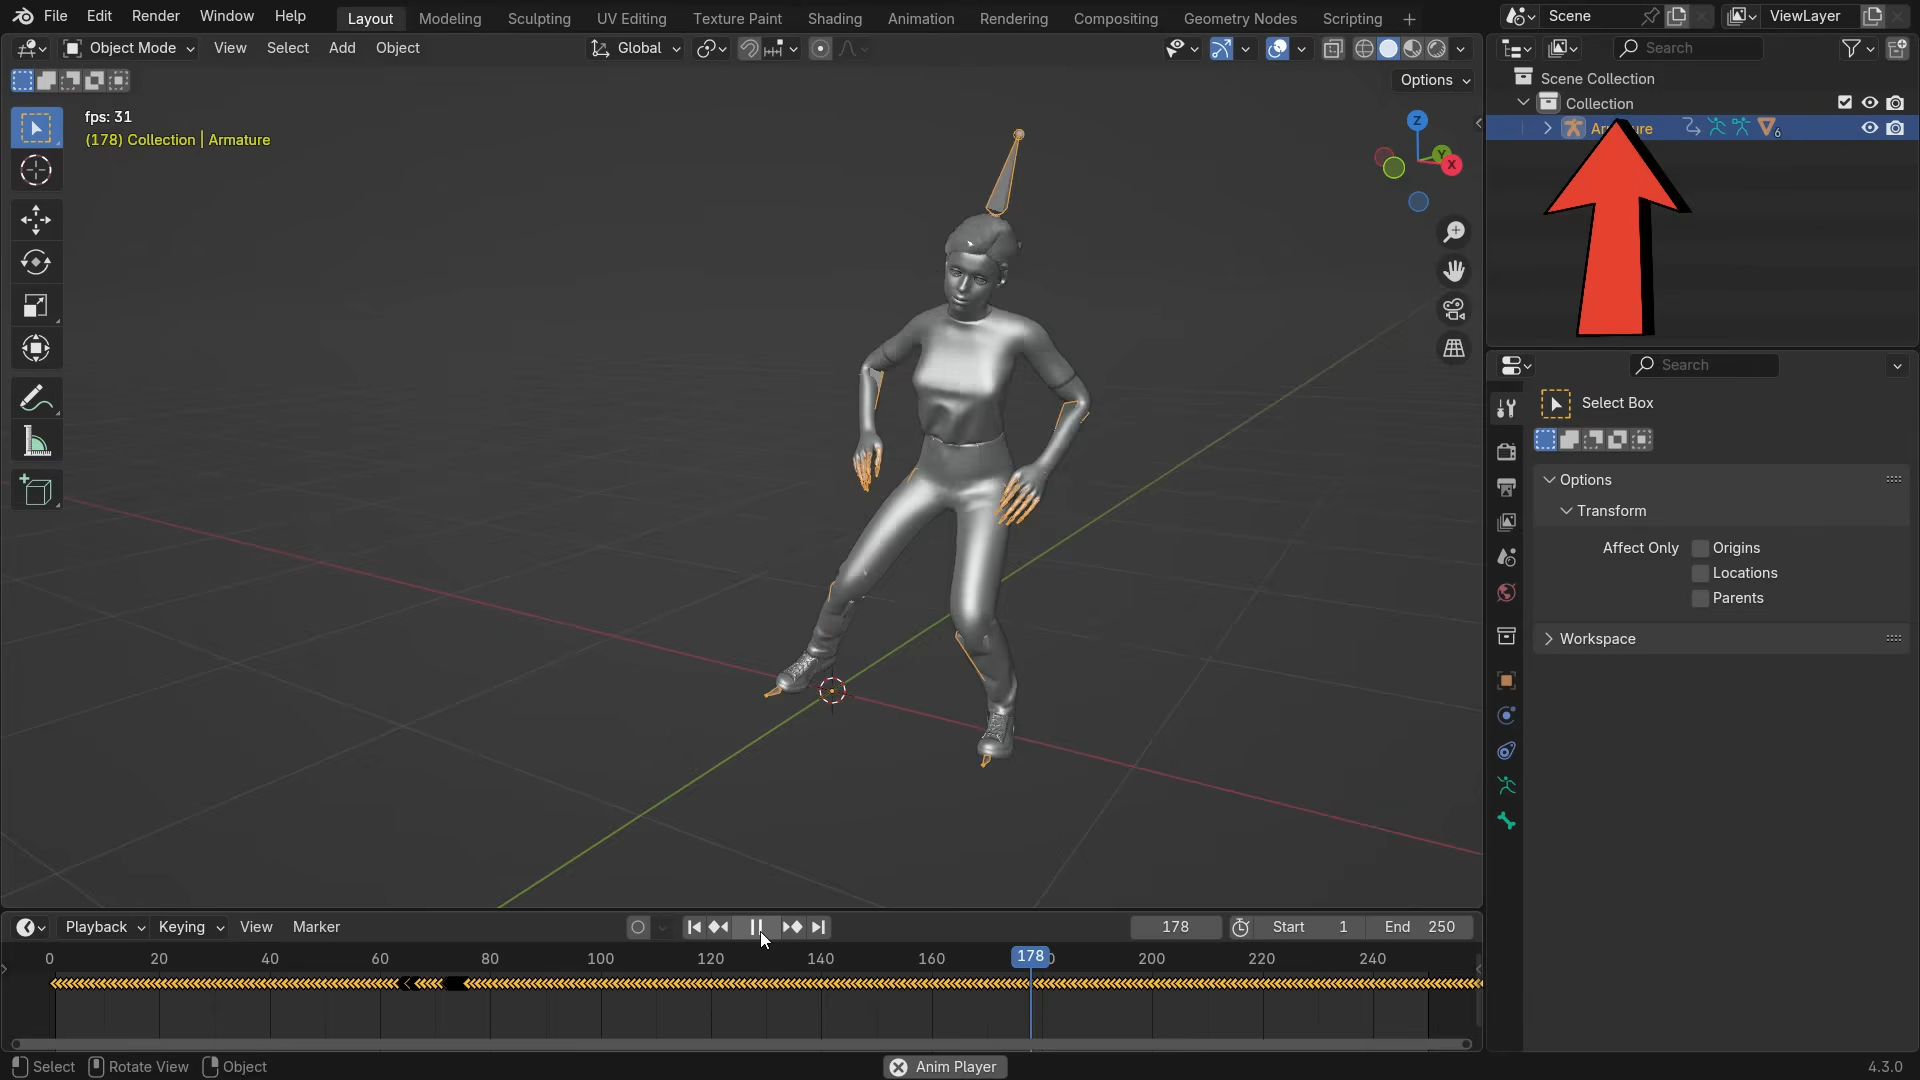 File Edit Render Window Help Layout Modeling Sculpting UV Editing Texture Paint Shading Animation Rendering Compositing Geometry Nodes Scripting + Scene ViewLayer
Object Mode View Select Add Object Global Search
Options
Scene Collection
Collection
fps: 31
(178) Collection | Armature
6
Z
Y
X
Search
Select Box
Options
Transform
Affect Only Origins
Locations
Parents
Workspace
Playback Keying View Marker 178 Start 1 End 250
0 20 40 60 80 100 120 140 160 178 200 220 240
Select Rotate View Object Anim Player 4.3.0